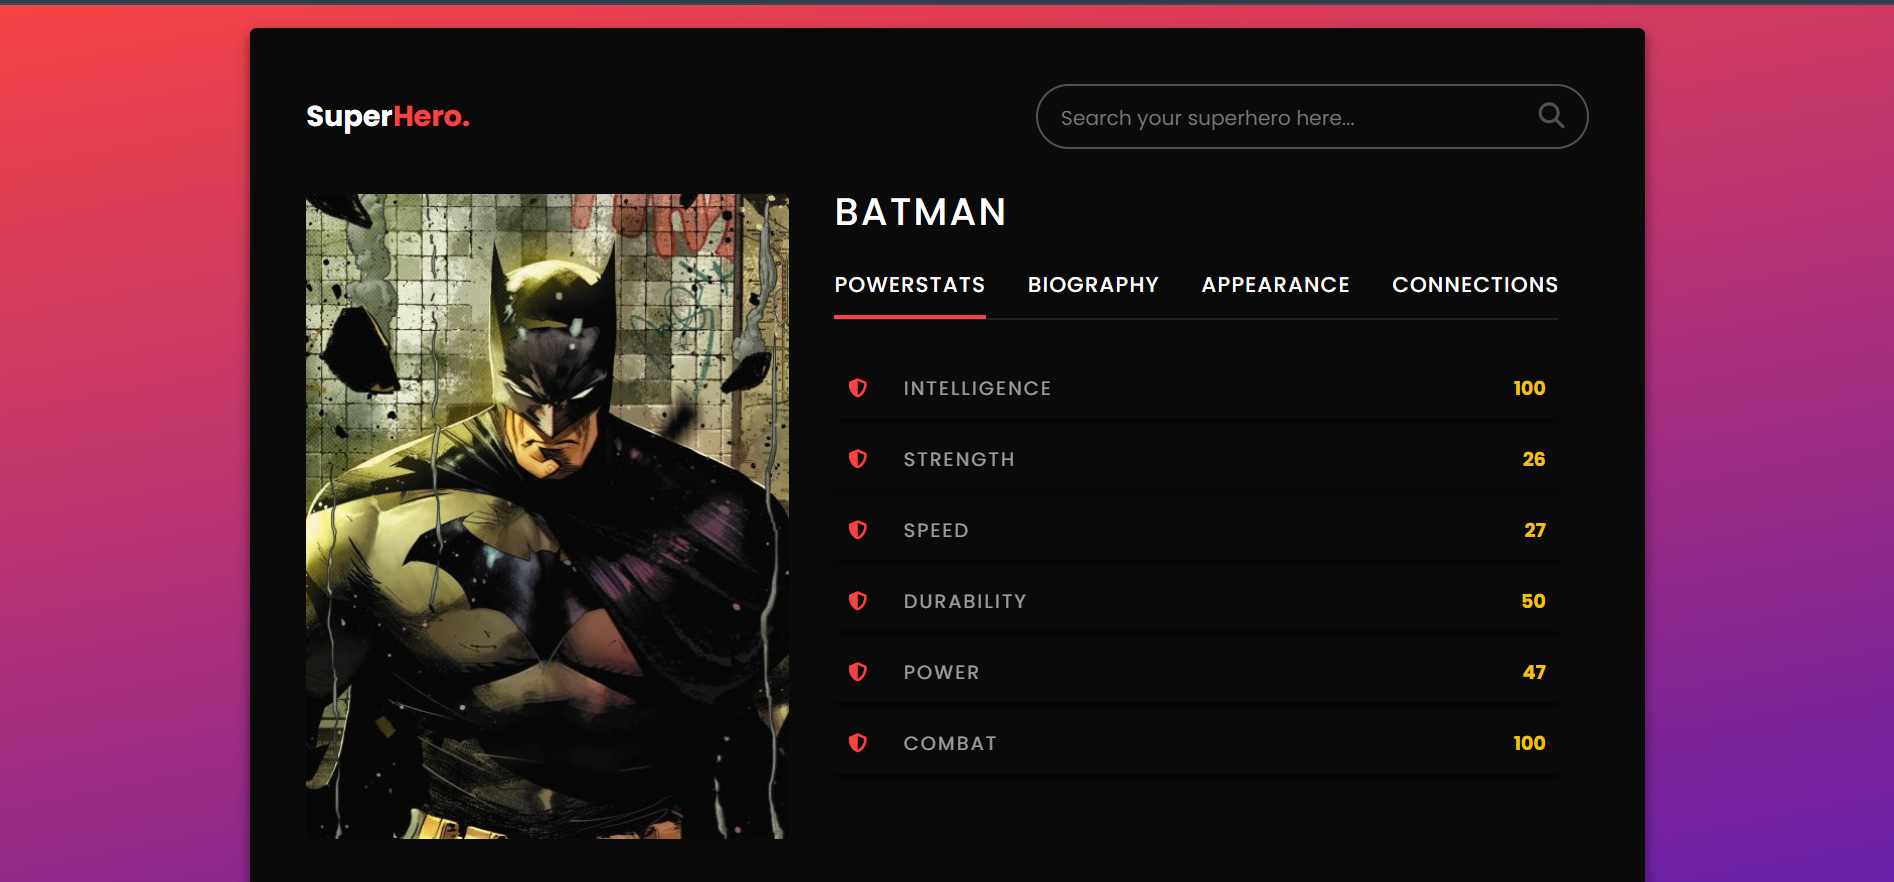 SuperHero.
Search your superhero here...
BATMAN
POWERSTATS BIOGRAPHY APPEARANCE CONNECTIONS
INTELLIGENCE 100
STRENGTH 26
SPEED 27
DURABILITY 50
POWER 47
COMBAT 100